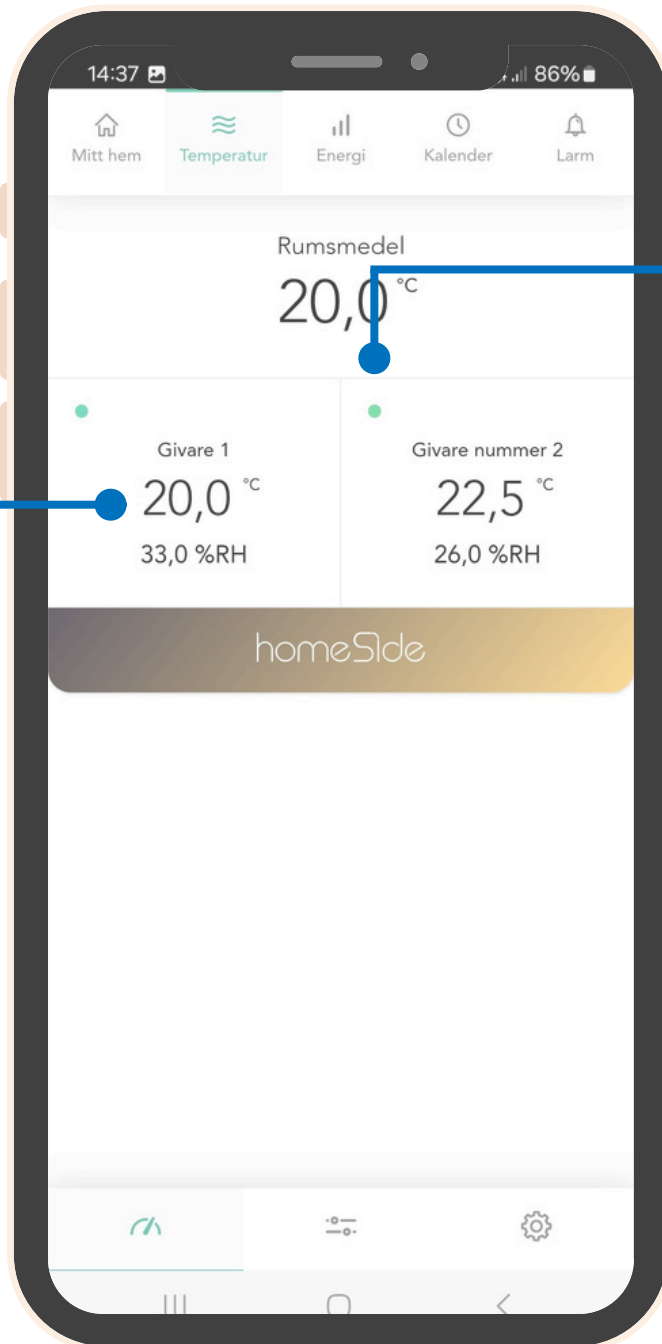 14:37 86%
Mitt hem Temperatur Energi Kalender Larm
Rumsmedel
20,0 °C
Givare 1
20,0 °C
33,0 %RH
Givare nummer 2
22,5 °C
26,0 %RH
homeSide